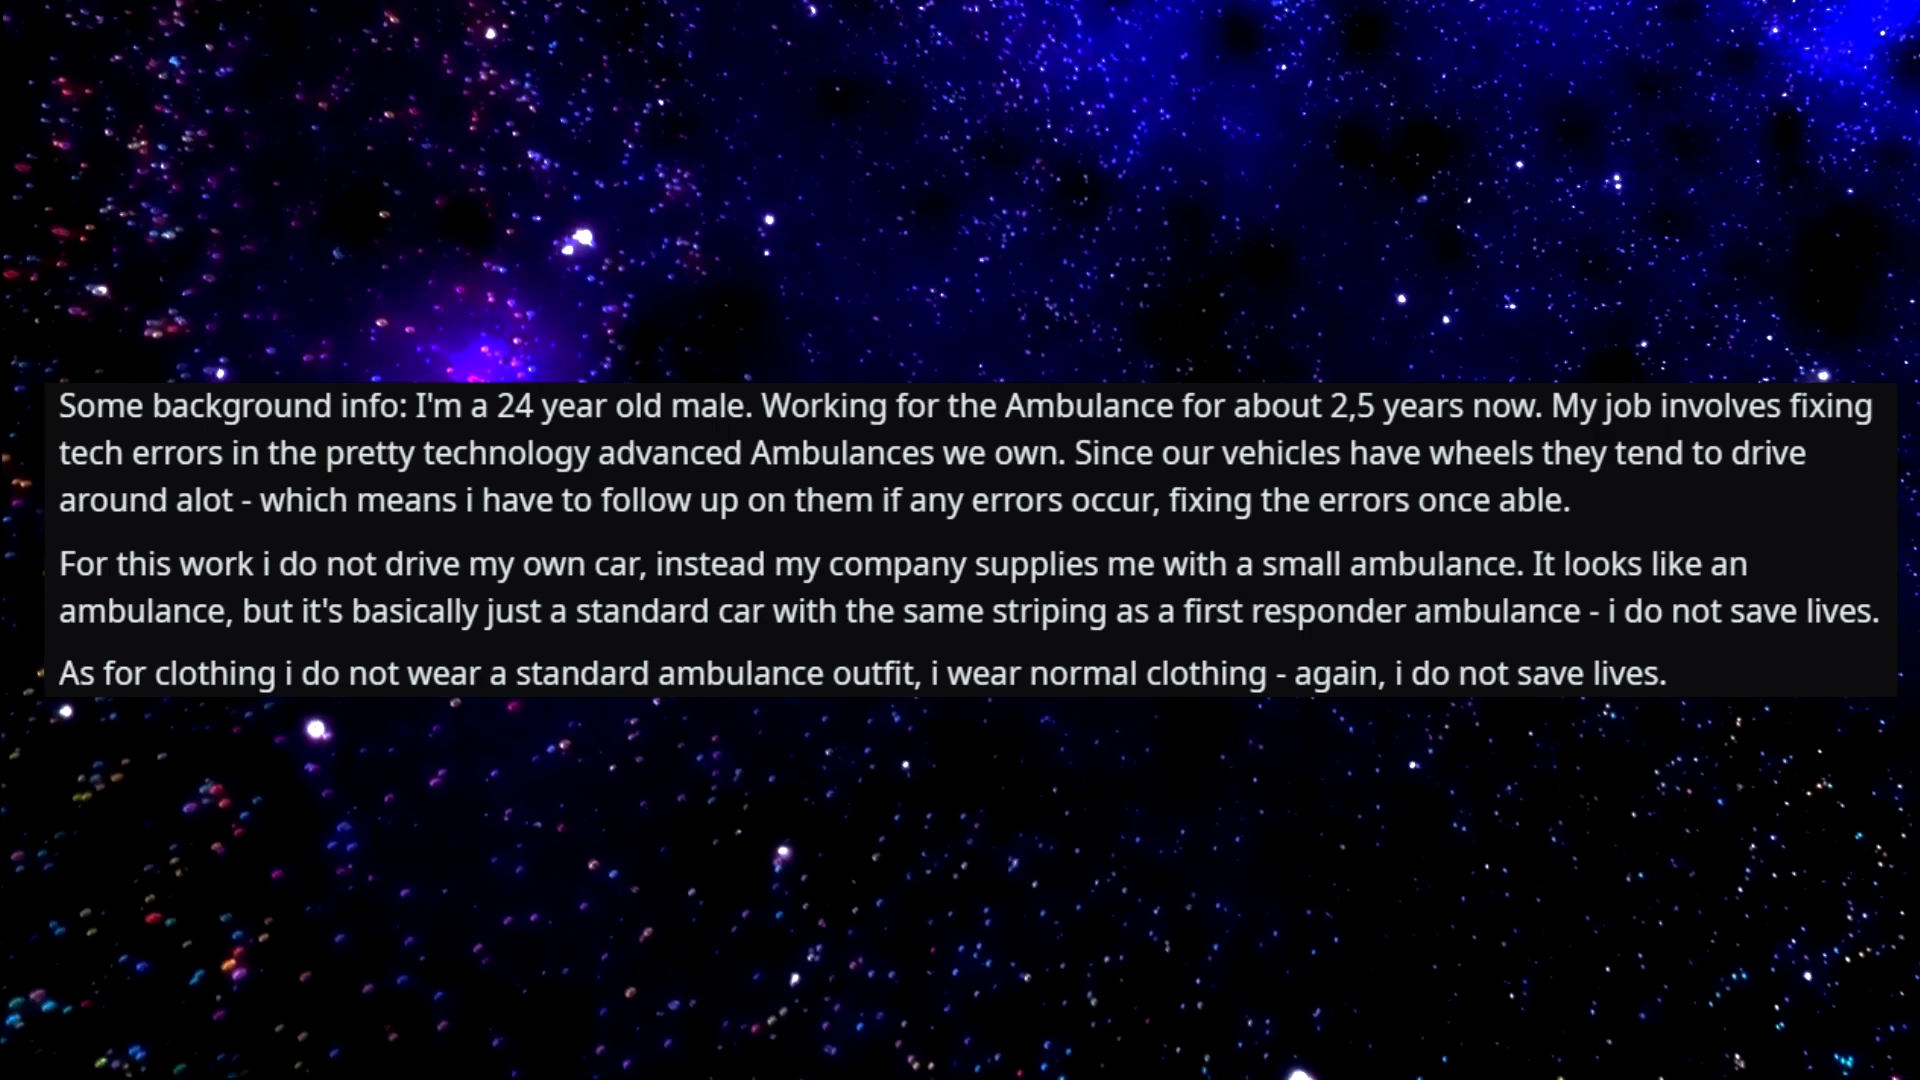 Some background info: I'm a 24 year old male. Working for the Ambulance for about 2,5 years now. My job involves fixing
tech errors in the pretty technology advanced Ambulances we own. Since our vehicles have wheels they tend to drive
around alot - which means i have to follow up on them if any errors occur, fixing the errors once able.
For this work i do not drive my own car, instead my company supplies me with a small ambulance. It looks like an
ambulance, but it's basically just a standard car with the same striping as a first responder ambulance - i do not save lives.
As for clothing i do not wear a standard ambulance outfit, i wear normal clothing - again, i do not save lives.